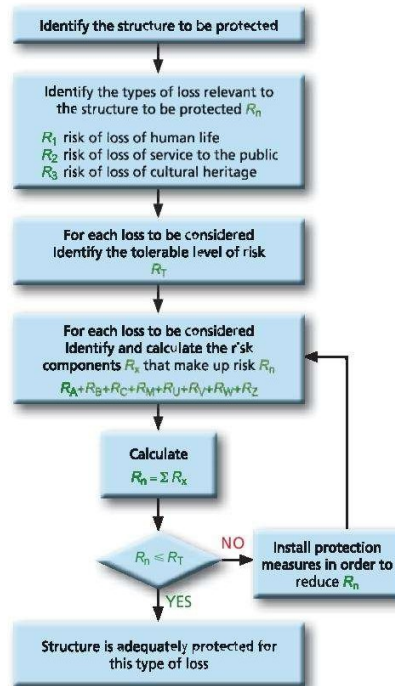 Identify the structure to be protected
Identify the types of loss relevant to
the structure to be protected Rn
R1 risk of loss of human life
R2 risk of loss of service to the public
R3 risk of loss of cultural heritage
For each loss to be considered
Identify the tolerable level of risk
RT
For each loss to be considered
Identify and calculate the risk
components Rx that make up risk Rn
RA+RB+RC+RM+RU+RV+RW+RZ
Calculate
Rn = Σ Rx
Rn ≤ RT
NO
Install protection
measures in order to
reduce Rn
YES
Structure is adequately protected for
this type of loss